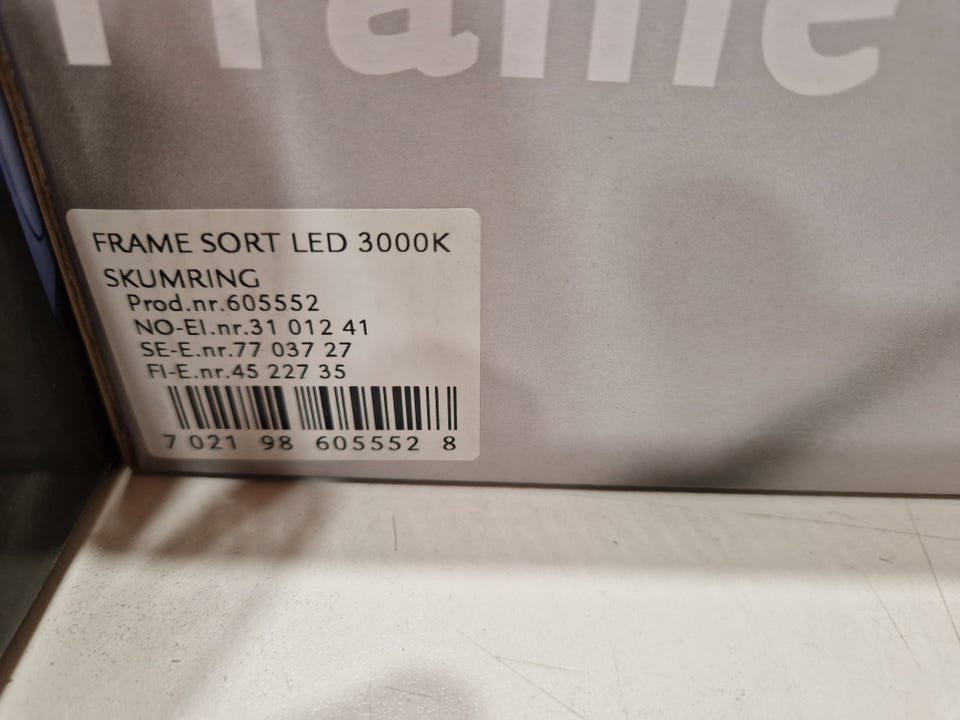 Frame
FRAME SORT LED 3000K
SKUMRING
Prod.nr.605552
NO-El.nr.31 012 41
SE-E.nr.77 037 27
FI-E.nr.45 227 35
7 021 98 605552 8